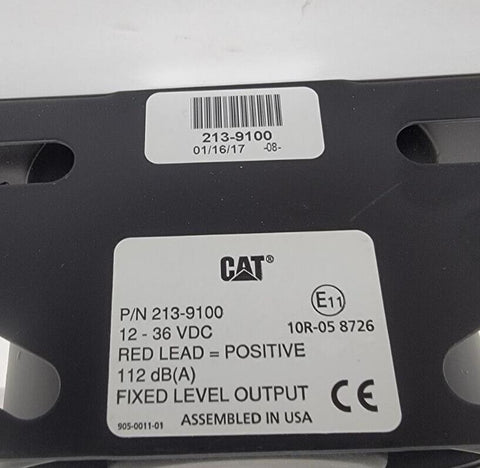 213-9100
01/16/17 -08-
CAT®
P/N 213-9100
E11
12 - 36 VDC
10R-05 8726
RED LEAD = POSITIVE
112 dB(A)
FIXED LEVEL OUTPUT
CE
905-0011-01
ASSEMBLED IN USA